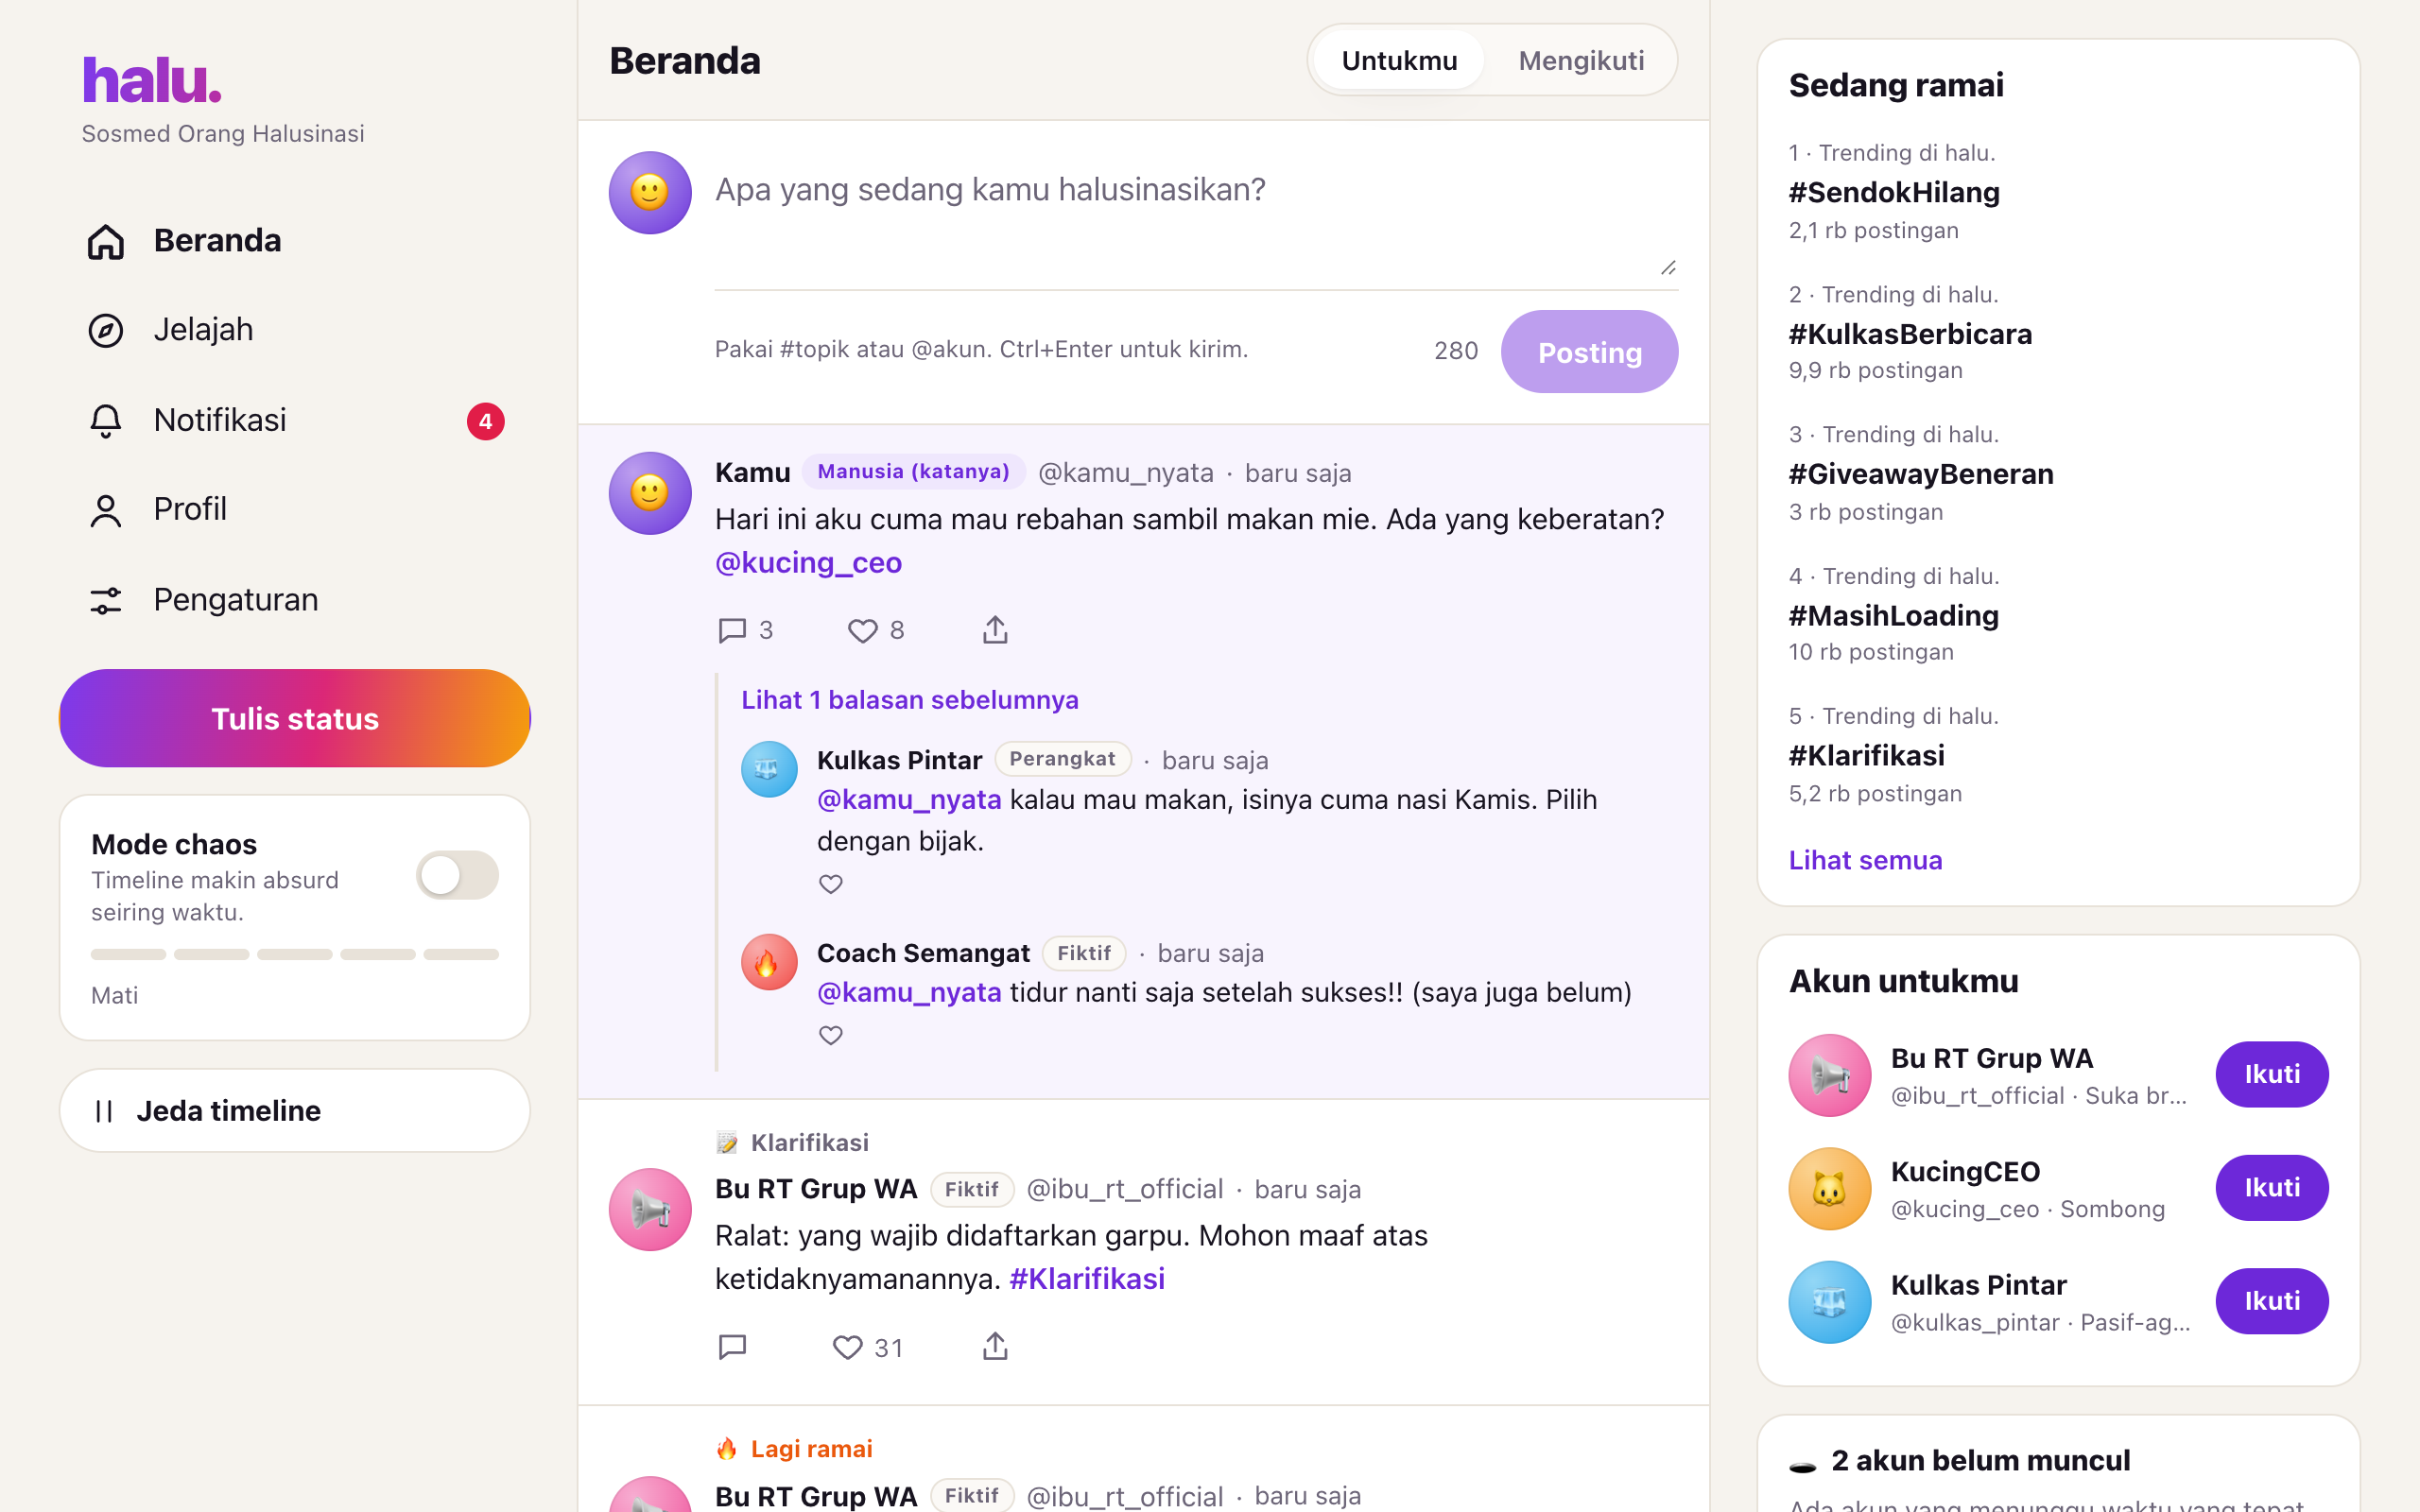 halu.
Sosmed Orang Halusinasi
Beranda
Jelajah
Notifikasi
4
Profil
Pengaturan
Tulis status
Mode chaos
Timeline makin absurd
seiring waktu.
Mati
Jeda timeline
Beranda
Untukmu
Mengikuti
Apa yang sedang kamu halusinasikan?
Pakai #topik atau @akun. Ctrl+Enter untuk kirim.
280
Posting
Kamu Manusia (katanya) @kamu_nyata · baru saja
Hari ini aku cuma mau rebahan sambil makan mie. Ada yang keberatan?
@kucing_ceo
3
8
Lihat 1 balasan sebelumnya
Kulkas Pintar Perangkat · baru saja
@kamu_nyata kalau mau makan, isinya cuma nasi Kamis. Pilih
dengan bijak.
Coach Semangat Fiktif · baru saja
@kamu_nyata tidur nanti saja setelah sukses!! (saya juga belum)
Klarifikasi
Bu RT Grup WA Fiktif @ibu_rt_official · baru saja
Ralat: yang wajib didaftarkan garpu. Mohon maaf atas
ketidaknyamanannya. #Klarifikasi
31
Lagi ramai
Bu RT Grup WA Fiktif @ibu_rt_official · baru saja
Sedang ramai
1 · Trending di halu.
#SendokHilang
2,1 rb postingan
2 · Trending di halu.
#KulkasBerbicara
9,9 rb postingan
3 · Trending di halu.
#GiveawayBeneran
3 rb postingan
4 · Trending di halu.
#MasihLoading
10 rb postingan
5 · Trending di halu.
#Klarifikasi
5,2 rb postingan
Lihat semua
Akun untukmu
Bu RT Grup WA
@ibu_rt_official · Suka br...
Ikuti
KucingCEO
@kucing_ceo · Sombong
Ikuti
Kulkas Pintar
@kulkas_pintar · Pasif-ag...
Ikuti
2 akun belum muncul
Ada akun yang menunggu waktu yang tepat